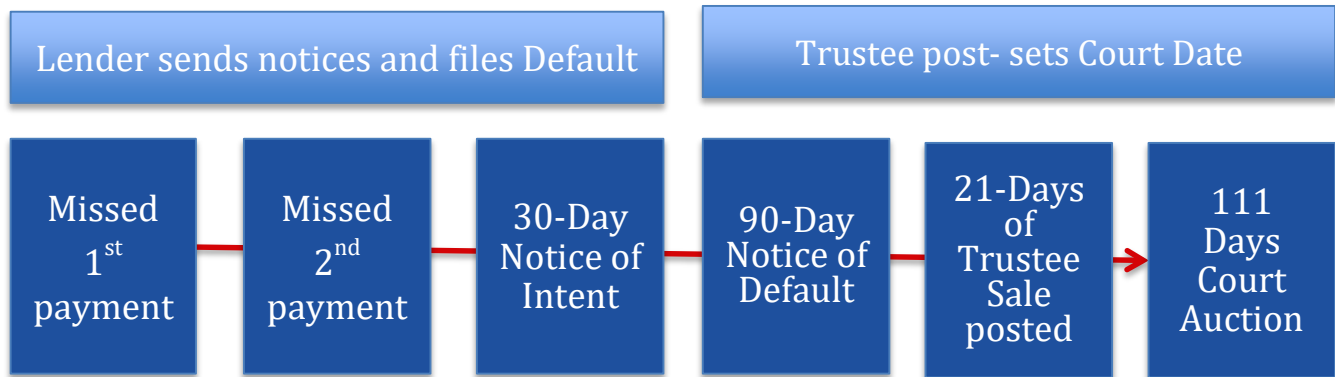 Lender sends notices and files Default
Trustee post- sets Court Date
Missed
1st
payment
Missed
2nd
payment
30-Day
Notice of
Intent
90-Day
Notice of
Default
21-Days
of
Trustee
Sale
posted
111
Days
Court
Auction